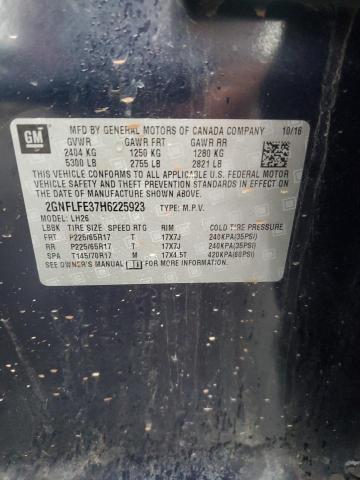 GM
MFD BY GENERAL MOTORS OF CANADA COMPANY 10/16
GVWR GAWR FRT GAWR RR
2404 KG 1250 KG 1280 KG
5300 LB 2755 LB 2821 LB
THIS VEHICLE CONFORMS TO ALL APPLICABLE U.S. FEDERAL
MOTOR VEHICLE SAFETY STANDARDS IN EFFECT ON THE
DATE OF MANUFACTURE SHOWN ABOVE.
2GNFLFE37H6225923 TYPE: M.P.V.
MODEL: LH26
LBBK TIRE SIZE SPEED RTG RIM COLD TIRE PRESSURE
FRT P225/65R17 T 17X7J 240KPA(35PSI)
RR P225/65R17 T 17X7J 240KPA(35PSI)
SPA T145/70R17 M 17X4.5T 420KPA(60PSI)
SEE OWNER'S MANUAL FOR MORE INFORMATION